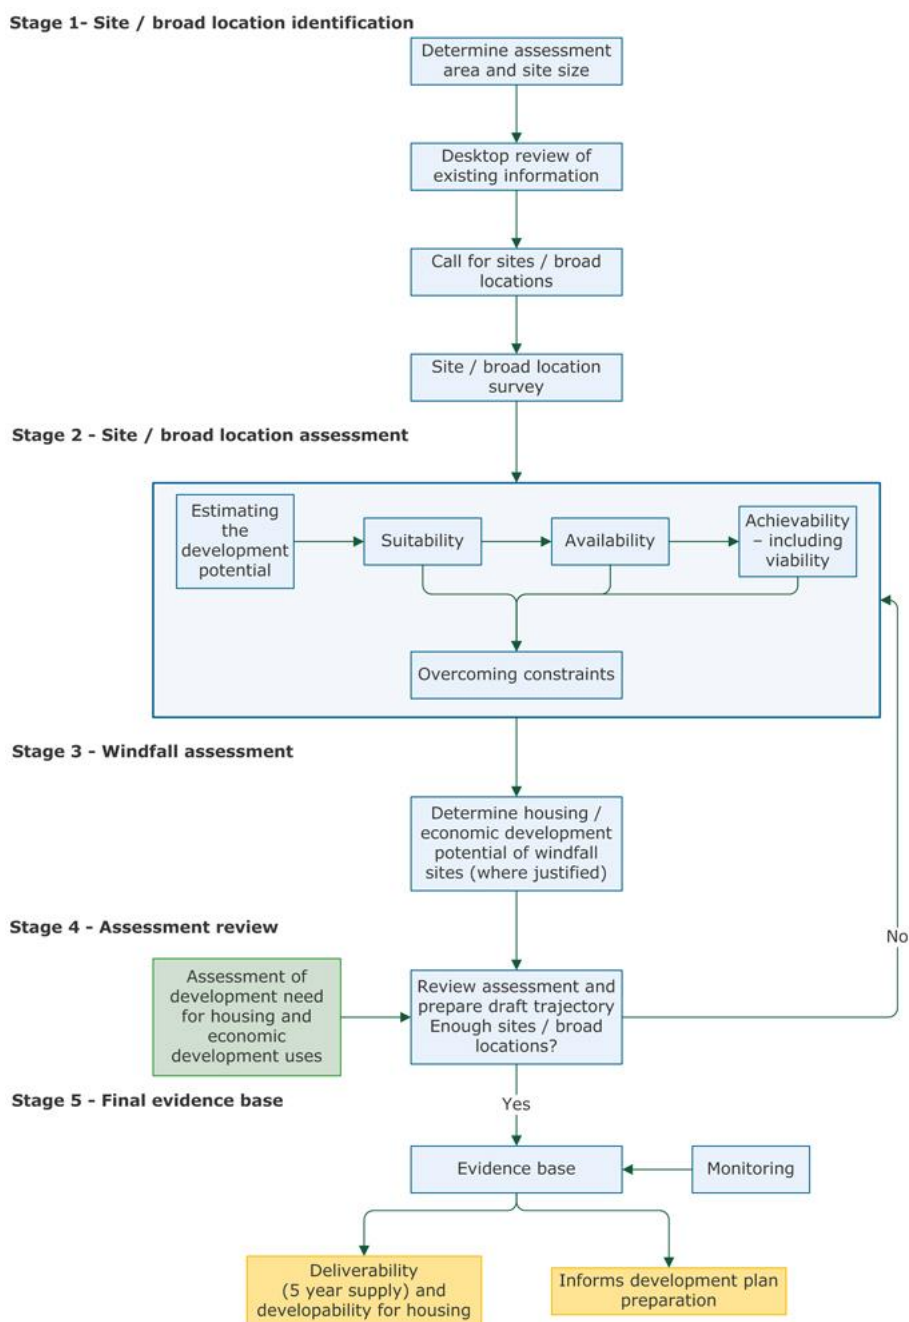 Stage 1- Site / broad location identification
Determine assessment
area and site size
Desktop review of
existing information
Call for sites / broad
locations
Site / broad location
survey
Stage 2 - Site / broad location assessment
Estimating
the
development
potential
Suitability
Availability
Achievability
– including
viability
Overcoming constraints
Stage 3 - Windfall assessment
Determine housing /
economic development
potential of windfall
sites (where justified)
Stage 4 - Assessment review
No
Assessment of
development need
for housing and
economic
development uses
Review assessment and
prepare draft trajectory
Enough sites / broad
locations?
Stage 5 - Final evidence base
Yes
Evidence base
Monitoring
Deliverability
(5 year supply) and
developability for housing
Informs development plan
preparation